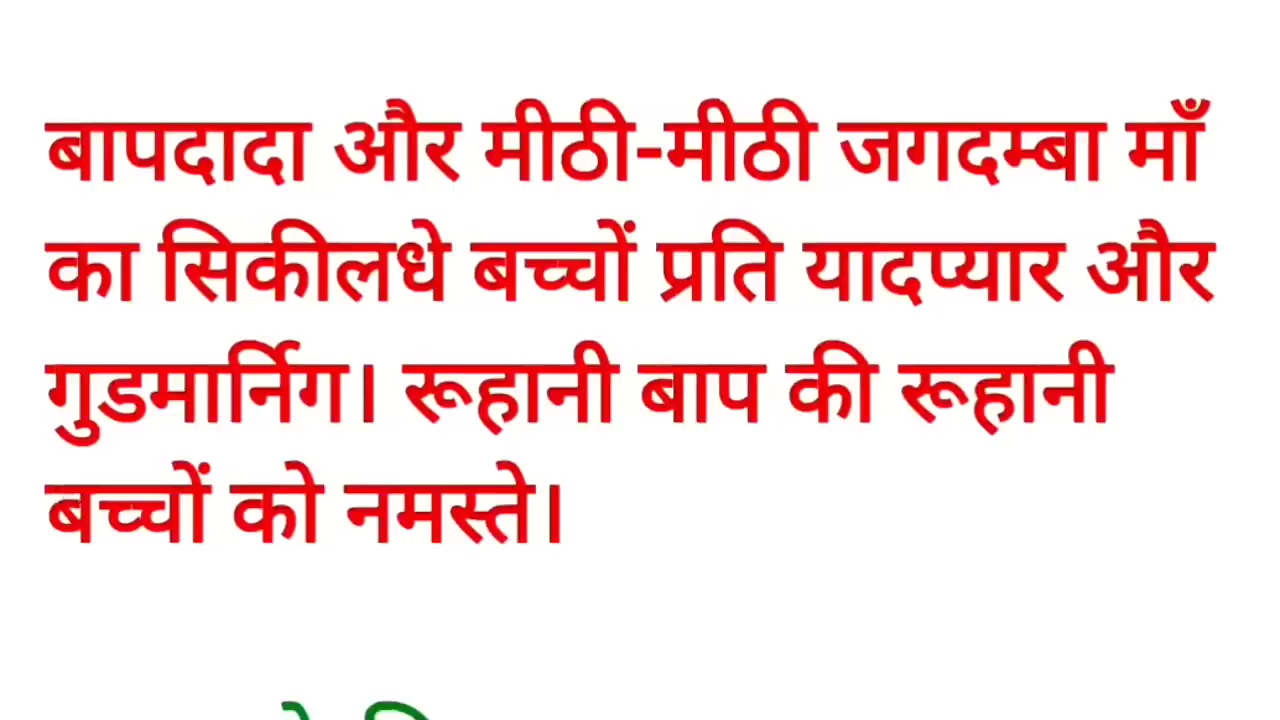 बापदादा और मीठी-मीठी जगदम्बा माँ
का सिकीलधे बच्चों प्रति यादप्यार और
गुडमार्निंग। रूहानी बाप की रूहानी
बच्चों को नमस्ते।